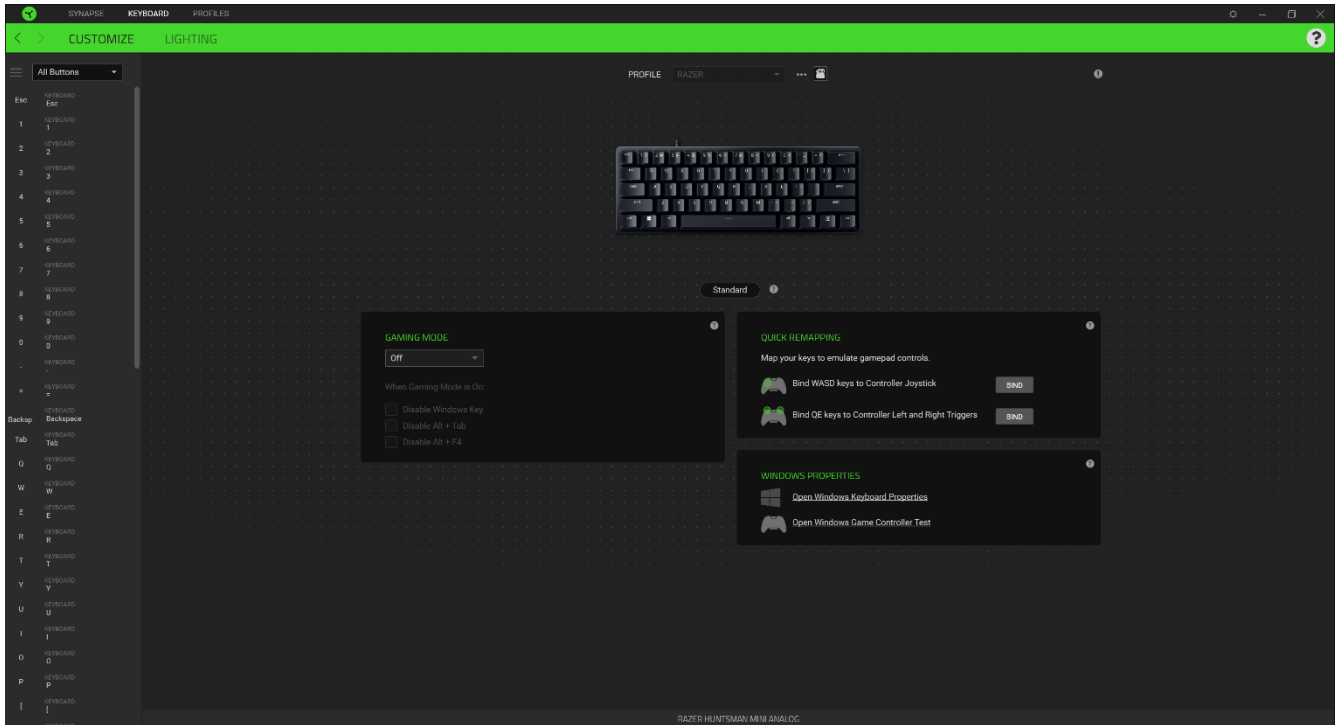 SYNAPSE KEYBOARD PROFILES
CUSTOMIZE LIGHTING
All Buttons
PROFILE RAZER
Esc KEYBOARD Esc
1 KEYBOARD 1
2 KEYBOARD 2
3 KEYBOARD 3
4 KEYBOARD 4
5 KEYBOARD 5
6 KEYBOARD 6
7 KEYBOARD 7
8 KEYBOARD 8
9 KEYBOARD 9
0 KEYBOARD 0
- KEYBOARD -
= KEYBOARD =
Backsp KEYBOARD Backspace
Tab KEYBOARD Tab
Q KEYBOARD Q
W KEYBOARD W
E KEYBOARD E
R KEYBOARD R
T KEYBOARD T
Y KEYBOARD Y
U KEYBOARD U
I KEYBOARD I
O KEYBOARD O
P KEYBOARD P
[ KEYBOARD [
Standard
GAMING MODE
Off
When Gaming Mode is On:
Disable Windows Key
Disable Alt + Tab
Disable Alt + F4
QUICK REMAPPING
Map your keys to emulate gamepad controls.
Bind WASD keys to Controller Joystick BIND
Bind QE keys to Controller Left and Right Triggers BIND
WINDOWS PROPERTIES
Open Windows Keyboard Properties
Open Windows Game Controller Test
RAZER HUNTSMAN MINI ANALOG